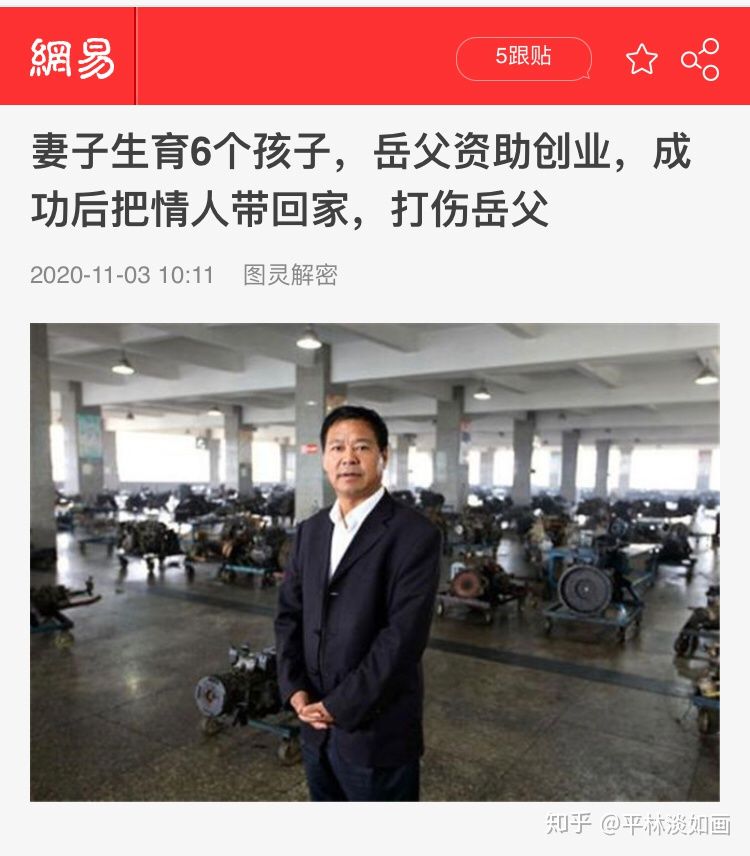 網易
5跟贴
妻子生育6个孩子，岳父资助创业，成
功后把情人带回家，打伤岳父
2020-11-03 10:11 图灵解密
知乎 @平林淡如画